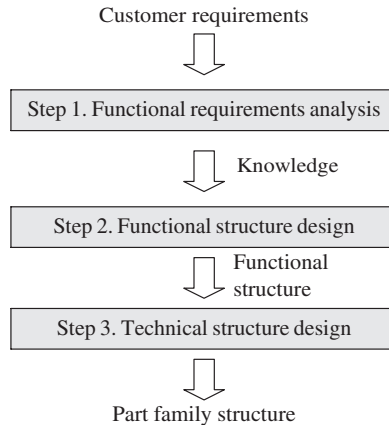 Customer requirements
Step 1. Functional requirements analysis
Knowledge
Step 2. Functional structure design
Functional
structure
Step 3. Technical structure design
Part family structure